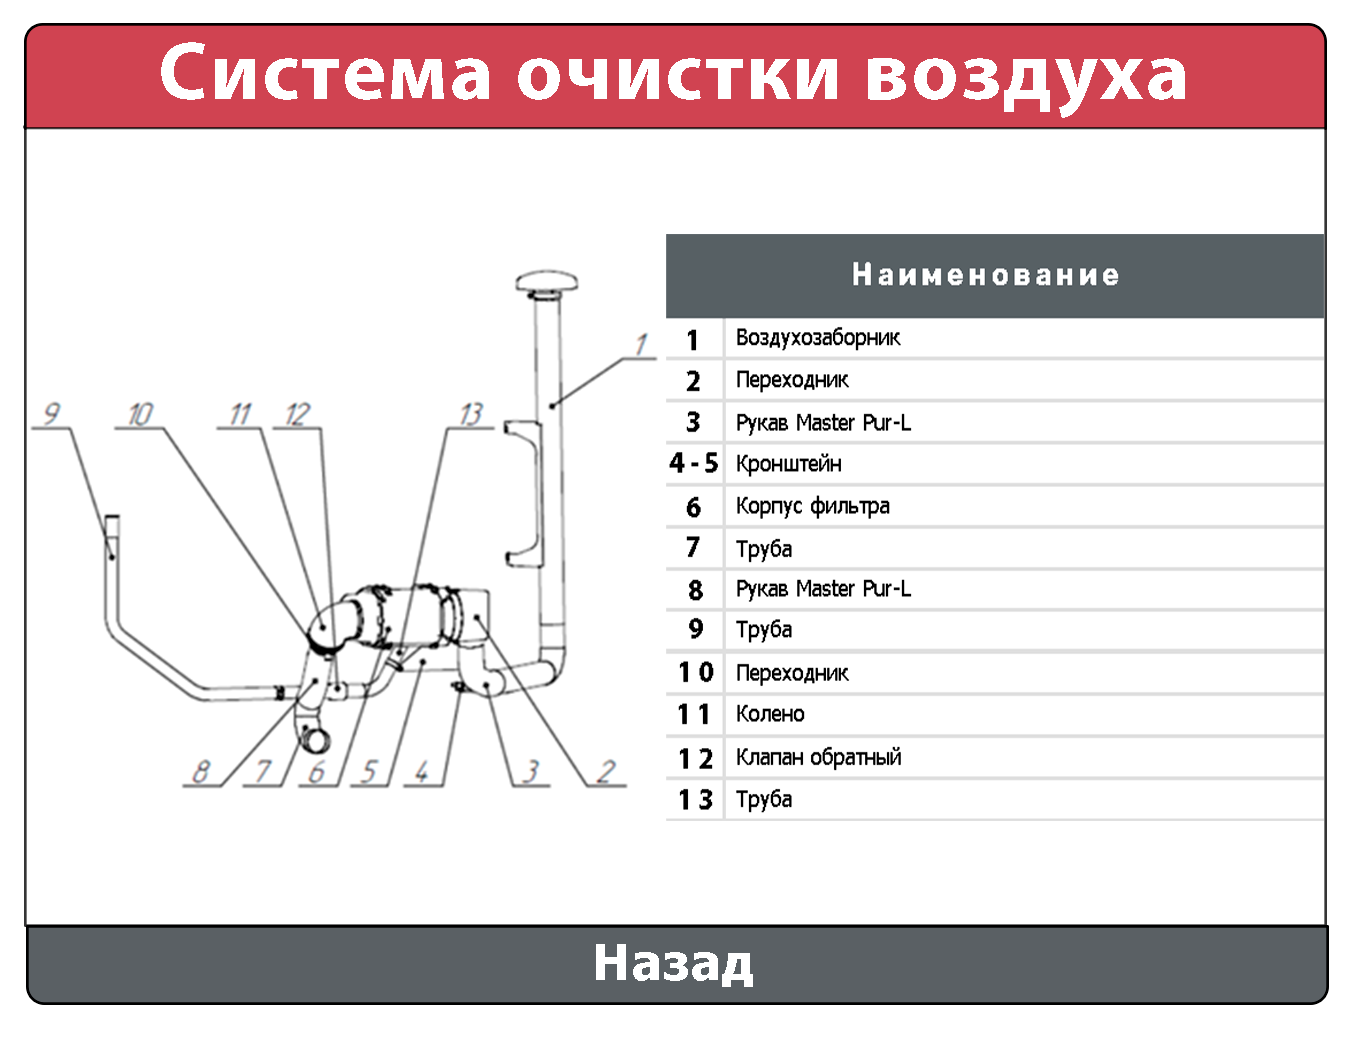 Система очистки воздуха
1
9 10 11 12 13
8 7 6 5 4 3 2
Наименование
1 Воздухозаборник
2 Переходник
3 Рукав Master Pur-L
4 - 5 Кронштейн
6 Корпус фильтра
7 Труба
8 Рукав Master Pur-L
9 Труба
10 Переходник
11 Колено
12 Клапан обратный
13 Труба
Назад